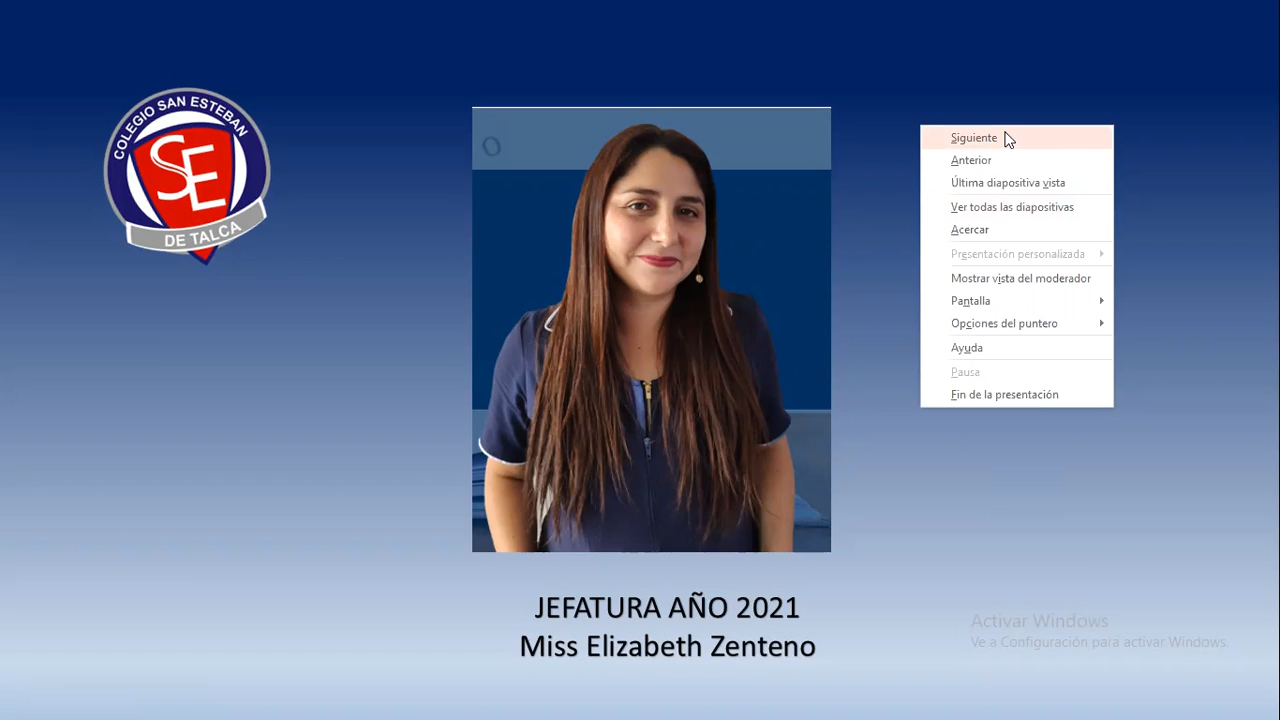 COLEGIO SAN ESTEBAN
SE
DE TALCA
O
Siguiente
Anterior
Última diapositiva vista
Ver todas las diapositivas
Acercar
Presentación personalizada
Mostrar vista del moderador
Pantalla
Opciones del puntero
Ayuda
Pausa
Fin de la presentación
JEFATURA AÑO 2021
Miss Elizabeth Zenteno
Activar Windows
Ve a Configuración para activar Windows.